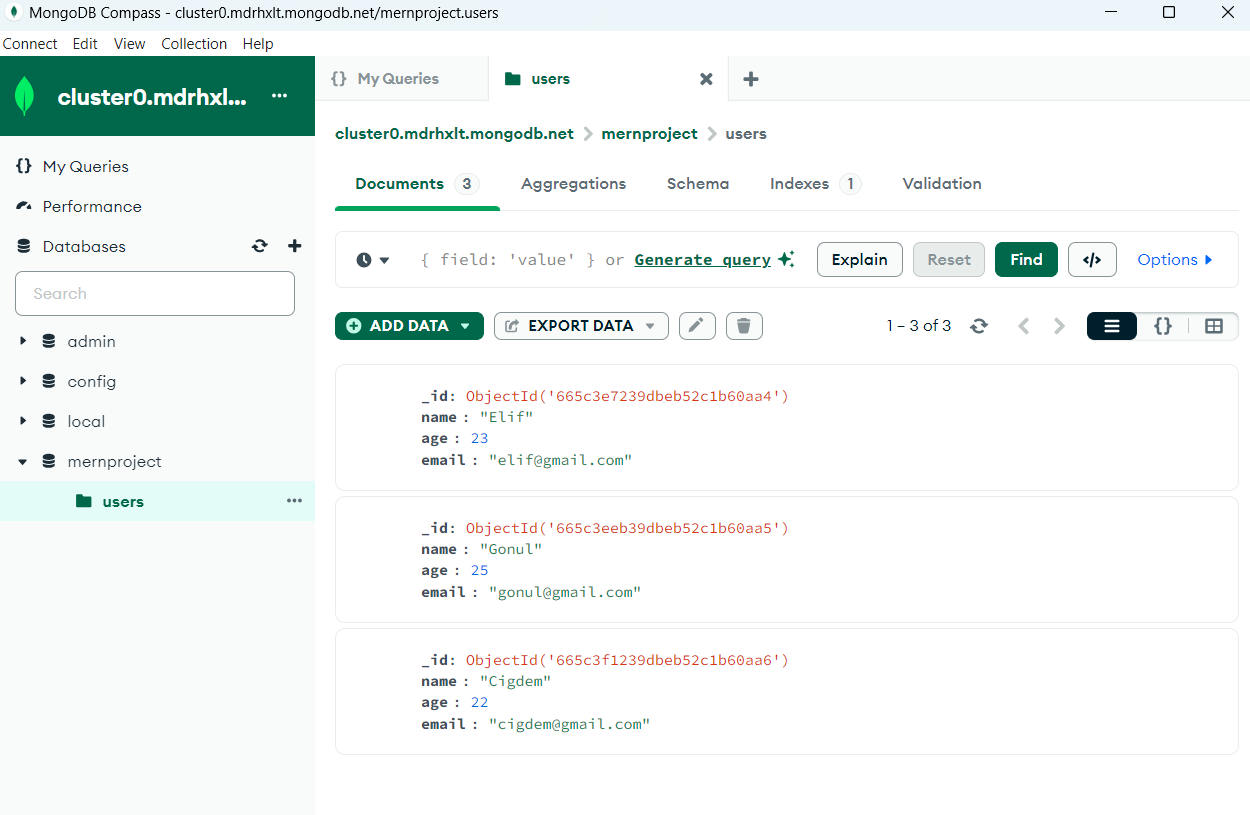 MongoDB Compass - cluster0.mdrhxlt.mongodb.net/mernproject.users
Connect Edit View Collection Help
cluster0.mdrhxl...
{} My Queries
users
cluster0.mdrhxlt.mongodb.net > mernproject > users
{} My Queries
Performance
Databases
Search
admin
config
local
mernproject
users
Documents 3 Aggregations Schema Indexes 1 Validation
{ field: 'value' } or Generate query
Explain Reset Find </> Options
ADD DATA EXPORT DATA 1 – 3 of 3 {}
_id: ObjectId('665c3e7239dbeb52c1b60aa4')
name : "Elif"
age : 23
email : "elif@gmail.com"
_id: ObjectId('665c3eeb39dbeb52c1b60aa5')
name : "Gonul"
age : 25
email : "gonul@gmail.com"
_id: ObjectId('665c3f1239dbeb52c1b60aa6')
name : "Cigdem"
age : 22
email : "cigdem@gmail.com"